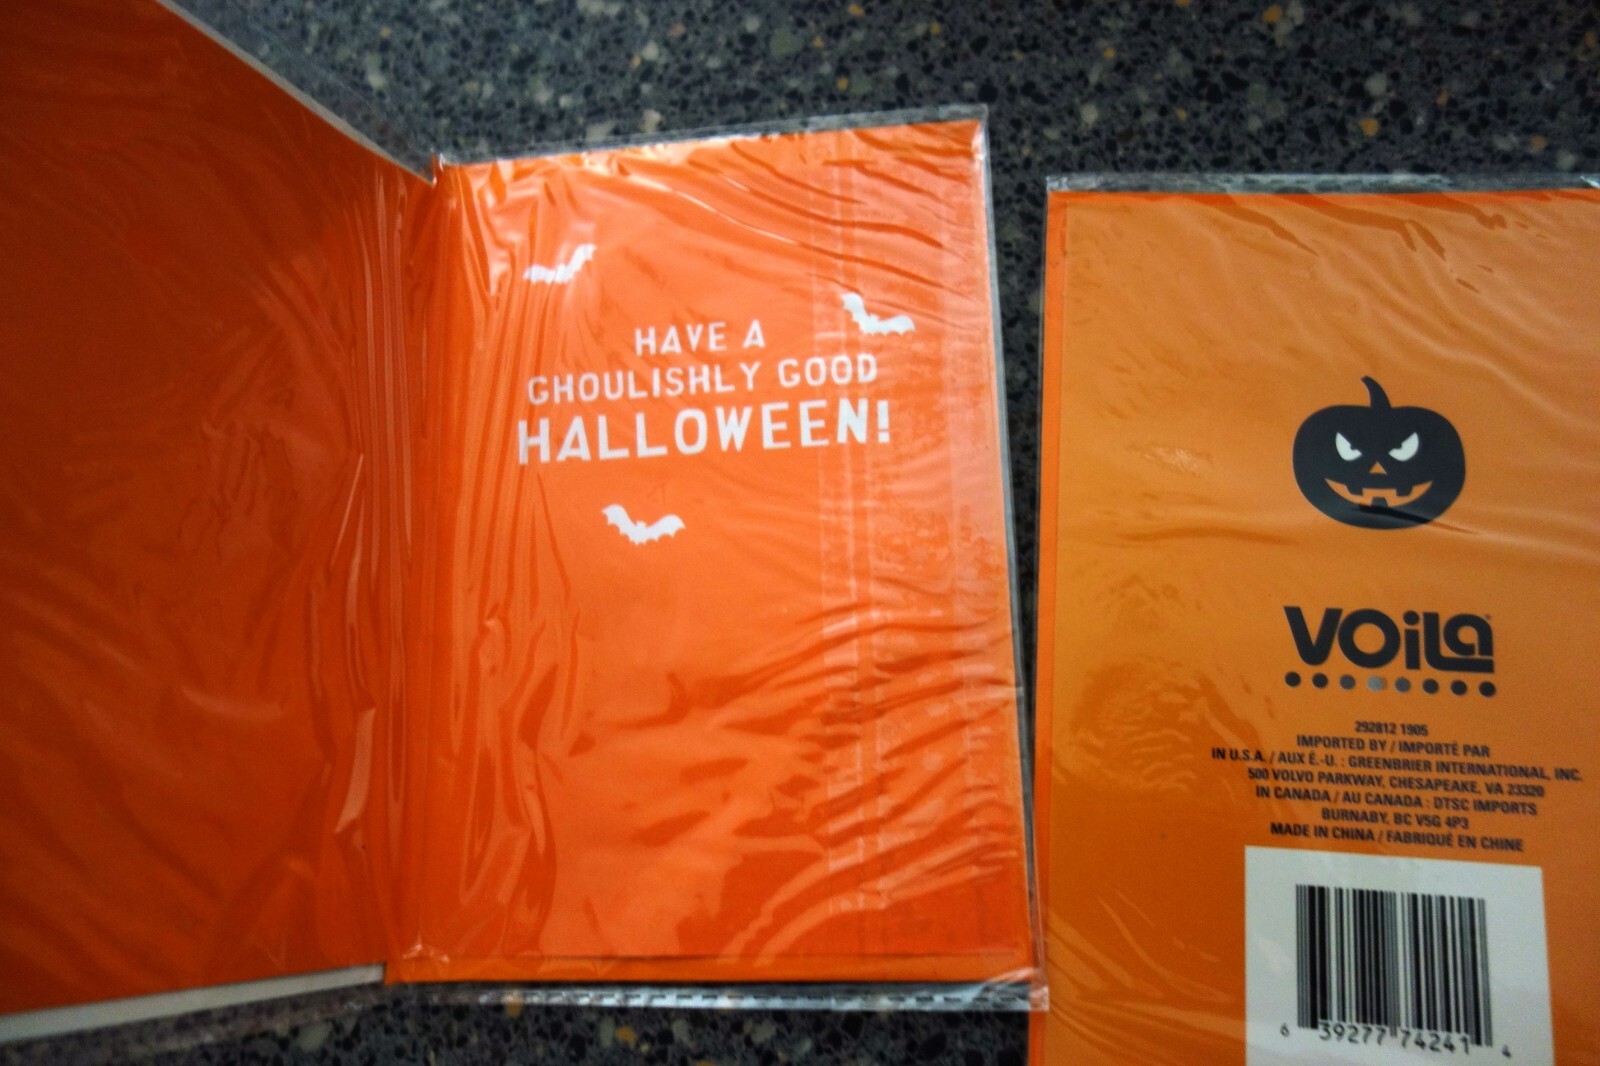 HAVE A
GHOULISHLY GOOD
HALLOWEEN!
VOiLa®
292812 1905
IMPORTED BY / IMPORTÉ PAR
IN U.S.A. / AUX É.-U. : GREENBRIER INTERNATIONAL, INC.
500 VOLVO PARKWAY, CHESAPEAKE, VA 23320
IN CANADA / AU CANADA : DTSC IMPORTS
BURNABY, BC V5G 4P3
MADE IN CHINA / FABRIQUÉ EN CHINE
6 39277 74241 4